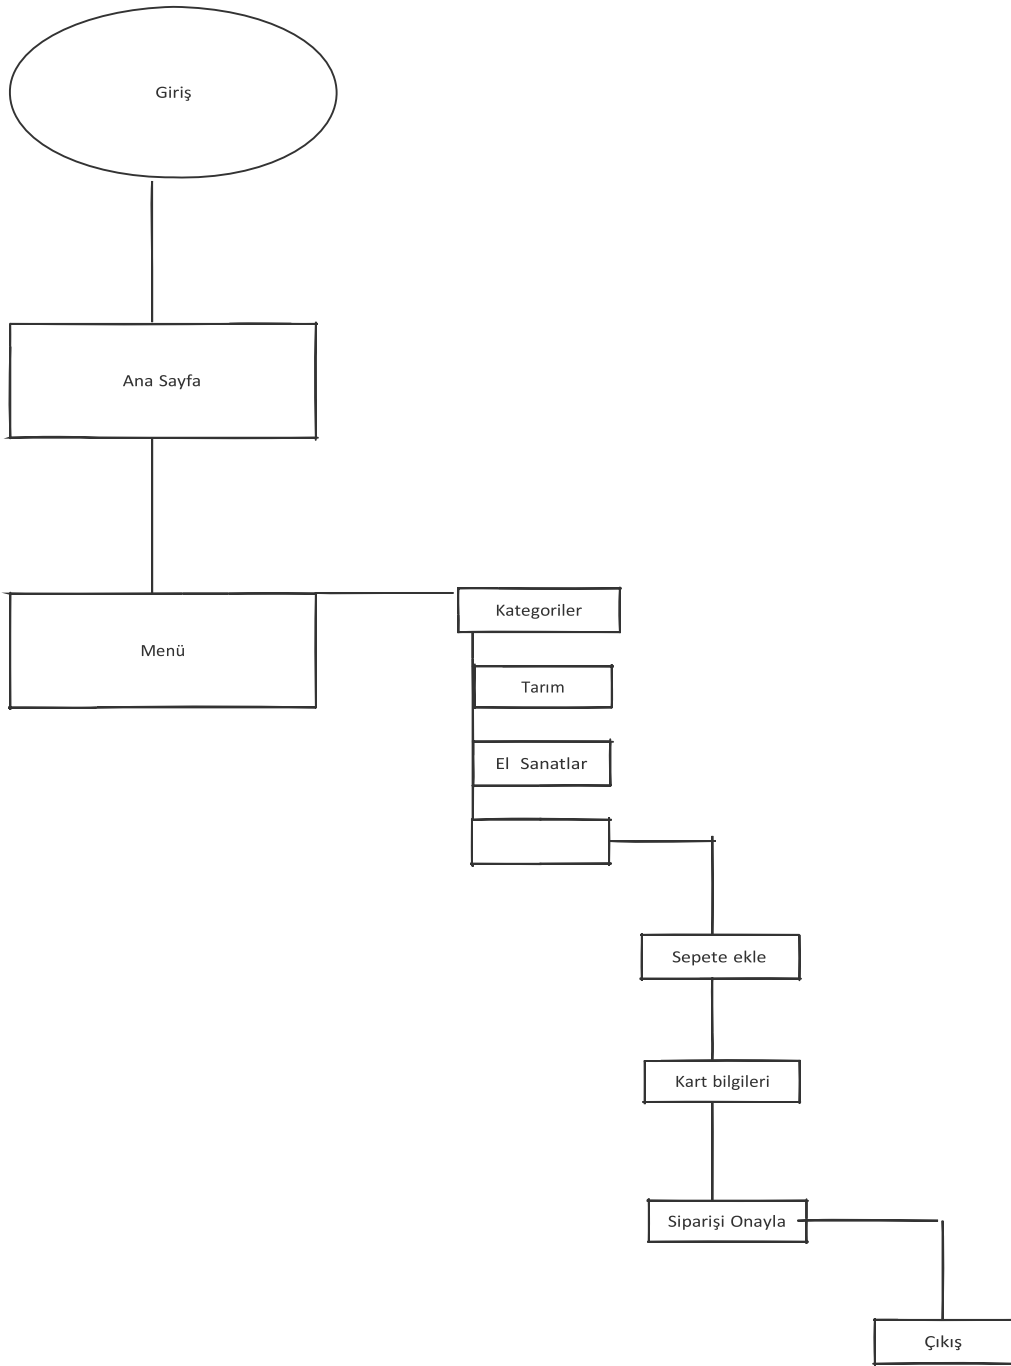 Giriş
Ana Sayfa
Menü
Kategoriler
Tarım
El  Sanatlar
Sepete ekle
Kart bilgileri
Siparişi Onayla
Çıkış